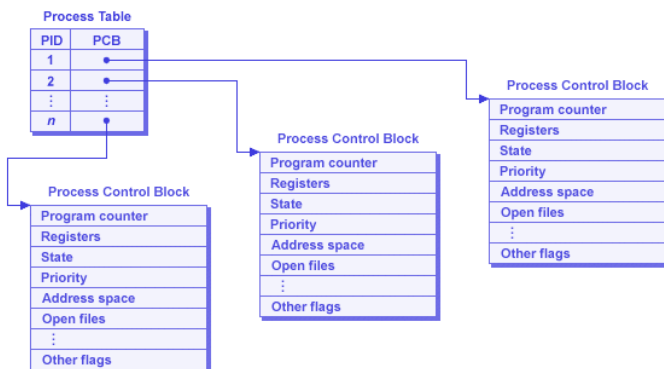 Process Table
PID PCB
1
2
⋮ ⋮
n
Process Control Block
Program counter
Registers
State
Priority
Address space
Open files
⋮
Other flags
Process Control Block
Program counter
Registers
State
Priority
Address space
Open files
⋮
Other flags
Process Control Block
Program counter
Registers
State
Priority
Address space
Open files
⋮
Other flags